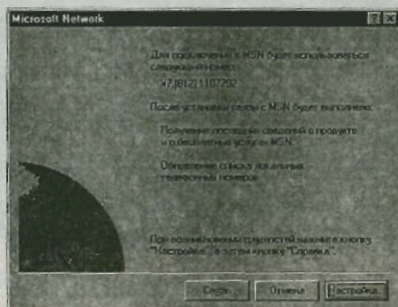 Microsoft Network
Для подключения к MSN будет использоваться
следующий номер:
+7,(812)1107792
После установки связи с MSN будет выполнено:
Получение последних сведений о продукте
и о бесплатных услугах MSN.
Обновление списка локальных
телефонных номеров
При возникновении трудностей нажмите кнопку
"Настройка", а затем кнопку "Справка".
Связь Отмена Настройка...